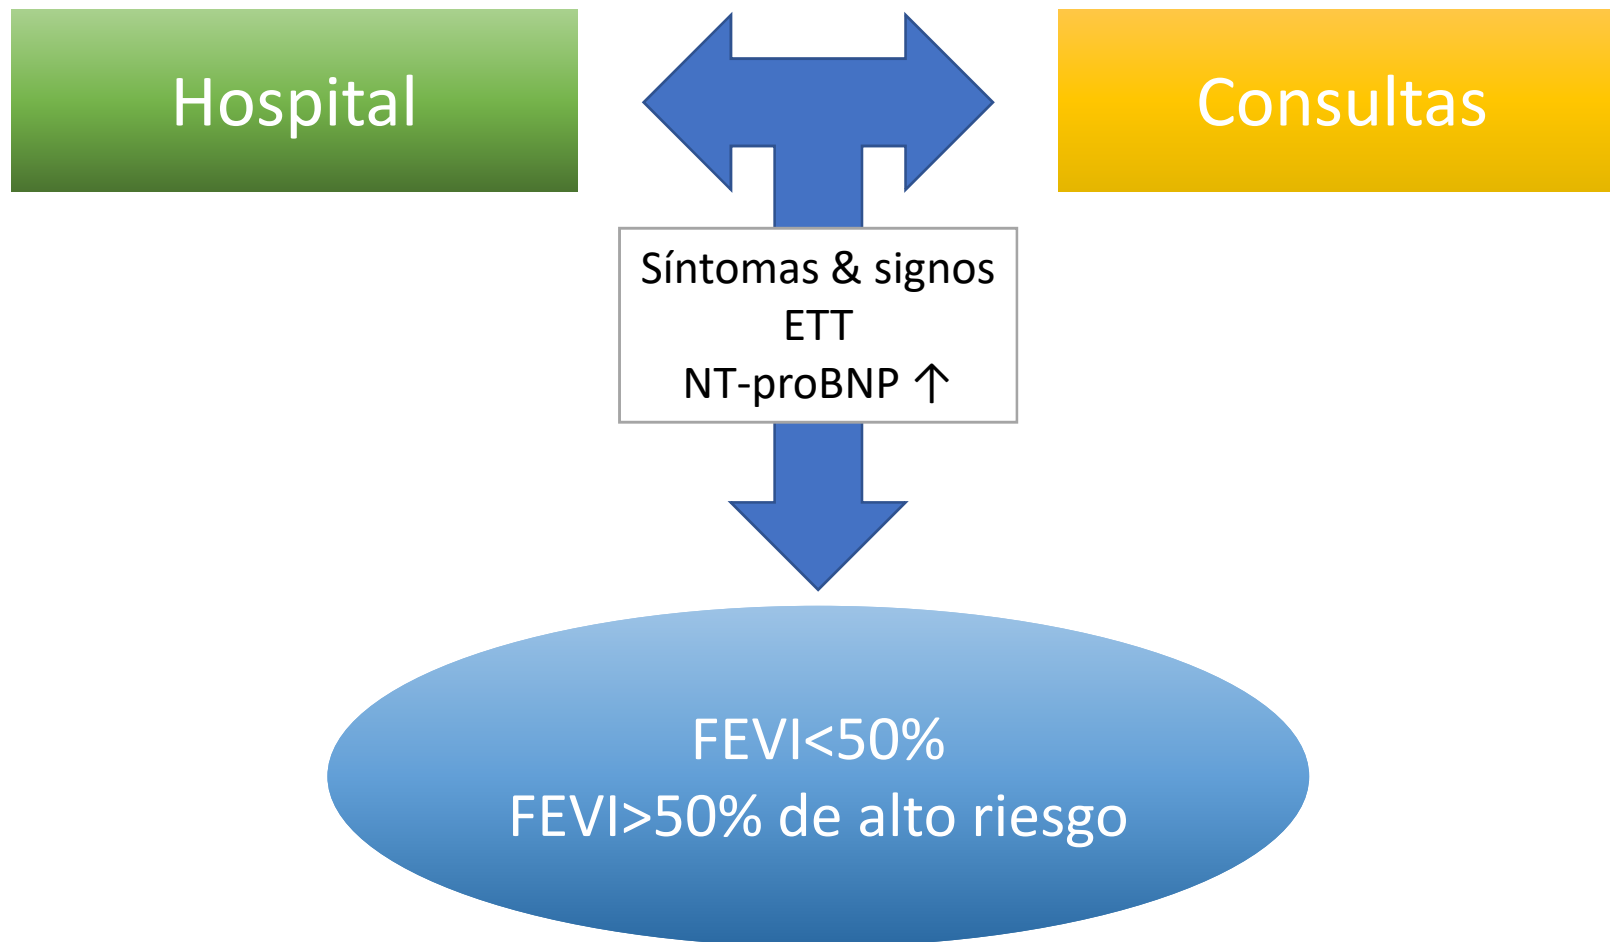 Hospital
Consultas
Síntomas & signos
ETT
NT-proBNP ↑
FEVI<50%
FEVI>50% de alto riesgo